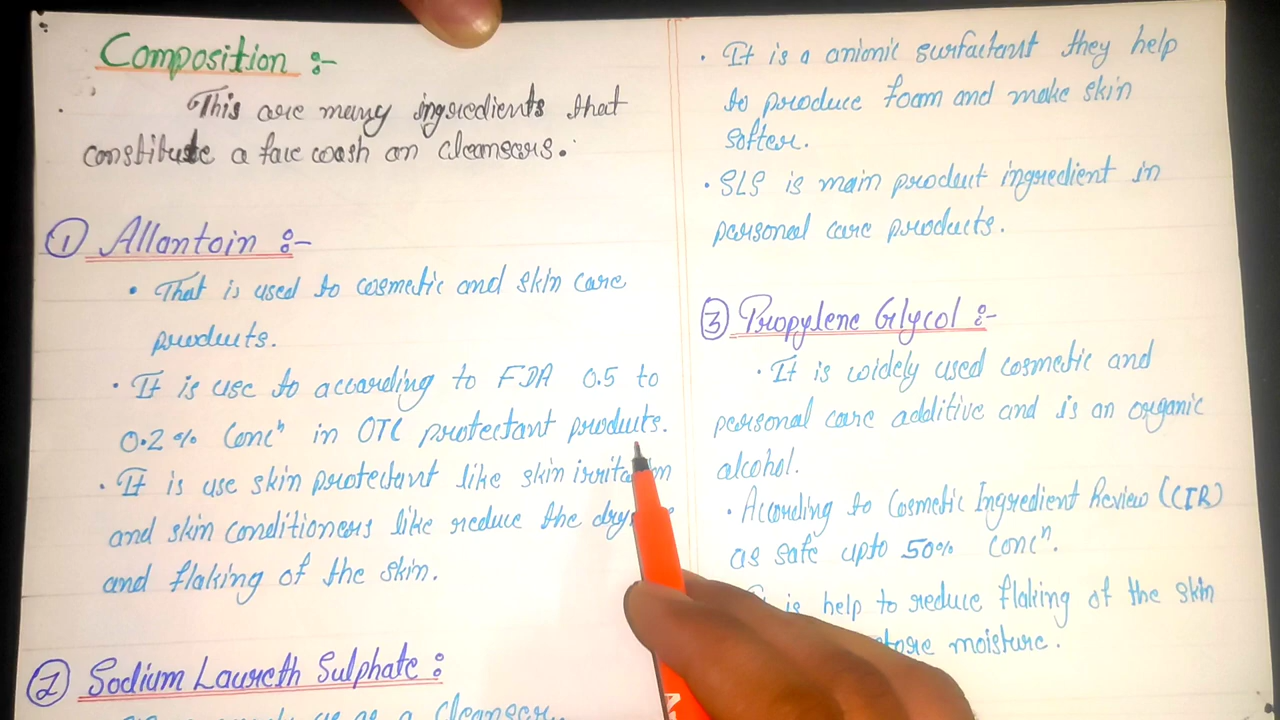 Composition :-
This are many ingredients that
constitute a face wash an cleansers.
① Allantoin :-
• That is used to cosmetic and skin care
products.
• It is use to according to FDA 0.5 to
0.2% Concⁿ in OTC protectant products.
• It is use skin protectant like skin
and skin conditioners like reduce the
and flaking of the skin.
② Sodium Laureth Sulphate :
as a cleanser.
• It is a anionic surfactant they help
to produce foam and make skin
softer.
• SLS is main product ingredient in
personal care products.
③ Propylene Glycol :-
• It is widely used cosmetic and
personal care additive and is an organic
alcohol.
• According to Cosmetic Ingredient Review (CIR)
as safe upto 50% Concⁿ.
is help to reduce flaking of the skin
moisture.